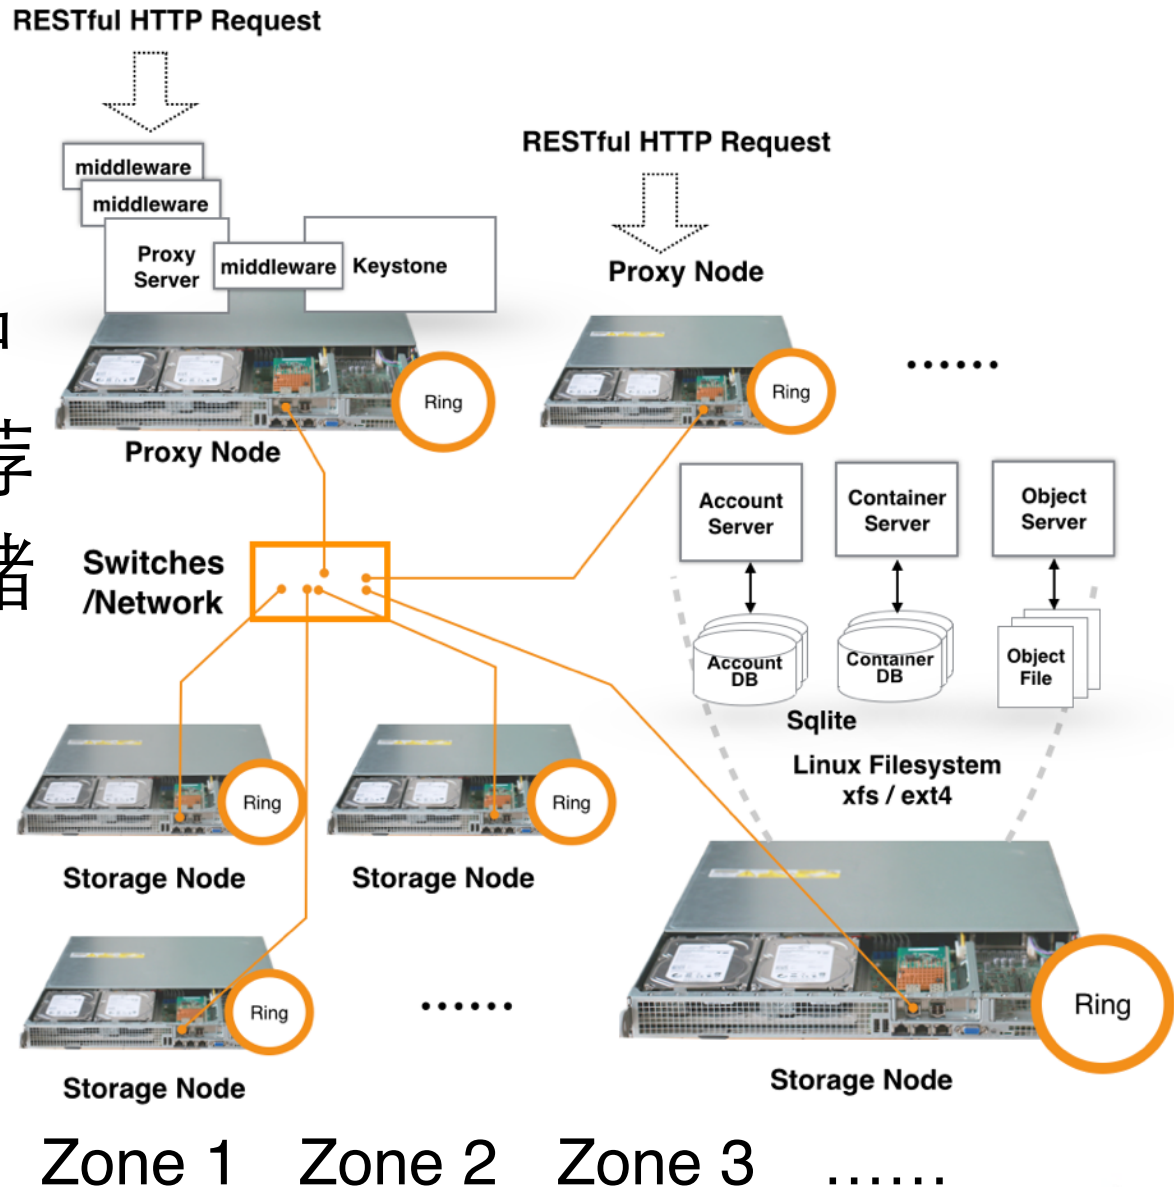 RESTful HTTP Request
RESTful HTTP Request
middleware
middleware
Proxy
Server
middleware
Keystone
Proxy Node
Ring
Ring
......
Proxy Node
荐
Account
Server
Container
Server
Object
Server
Switches
/Network
储
Account
DB
Container
DB
Object
File
Sqlite
Linux Filesystem
xfs / ext4
Ring
Ring
Storage Node
Storage Node
Ring
......
Ring
Storage Node
Storage Node
Zone 1 Zone 2 Zone 3 ......